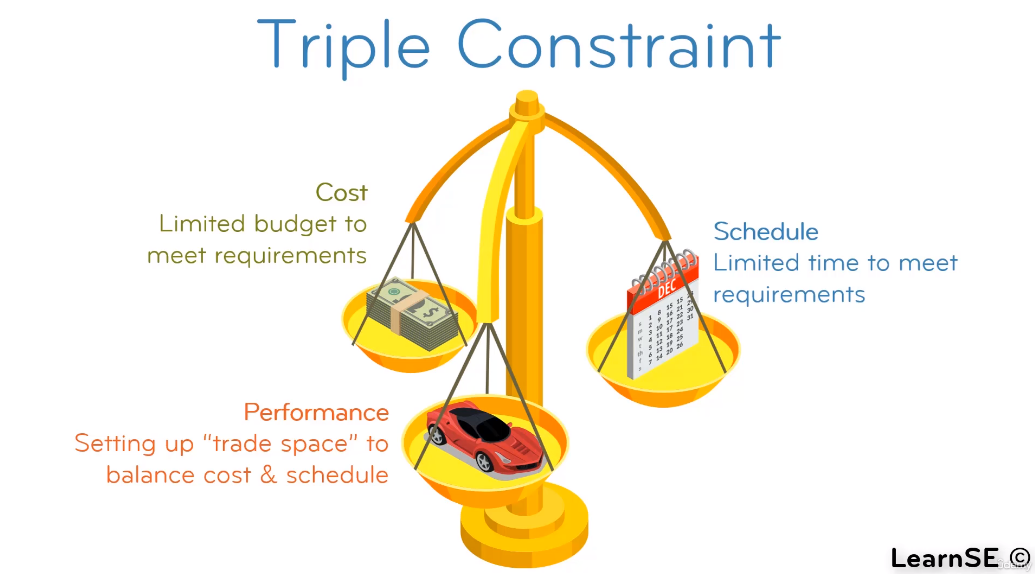 Triple Constraint
Cost
Limited budget to
meet requirements
Schedule
Limited time to meet
requirements
DEC
Performance
Setting up “trade space” to
balance cost & schedule
LearnSE ©